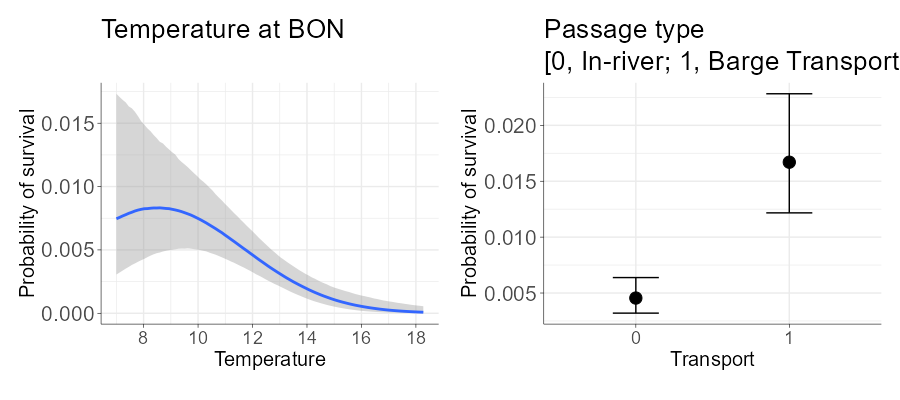 Temperature at BON
Probability of survival
0.015
0.010
0.005
0.000
8 10 12 14 16 18
Temperature
Passage type
[0, In-river; 1, Barge Transport
Probability of survival
0.020
0.015
0.010
0.005
0 1
Transport